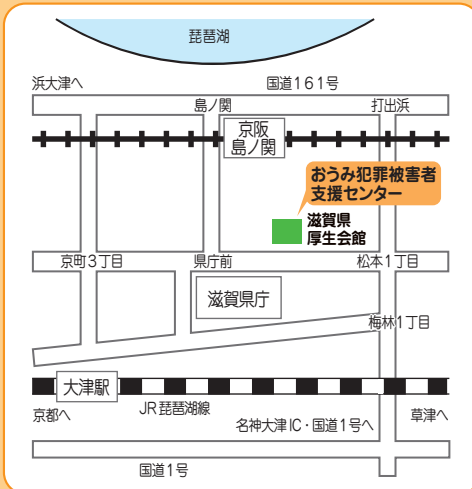 琵琶湖
浜大津へ
国道161号
島ノ関
打出浜
京阪
島ノ関
おうみ犯罪被害者
支援センター
滋賀県
厚生会館
京町3丁目
県庁前
松本1丁目
滋賀県庁
梅林1丁目
大津駅
京都へ
JR琵琶湖線
草津へ
名神大津IC・国道1号へ
国道1号